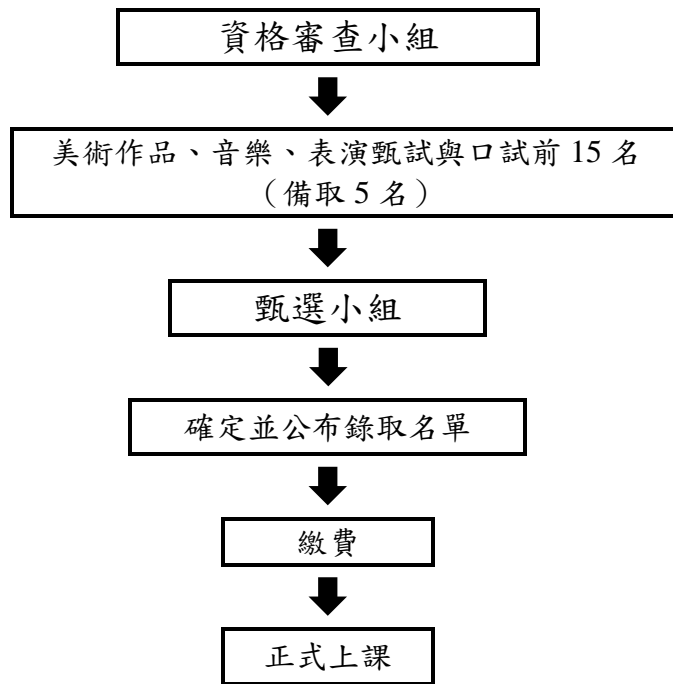 資格審查小組
美術作品、音樂、表演甄試與口試前 15 名
（備取 5 名）
甄選小組
確定並公布錄取名單
繳費
正式上課